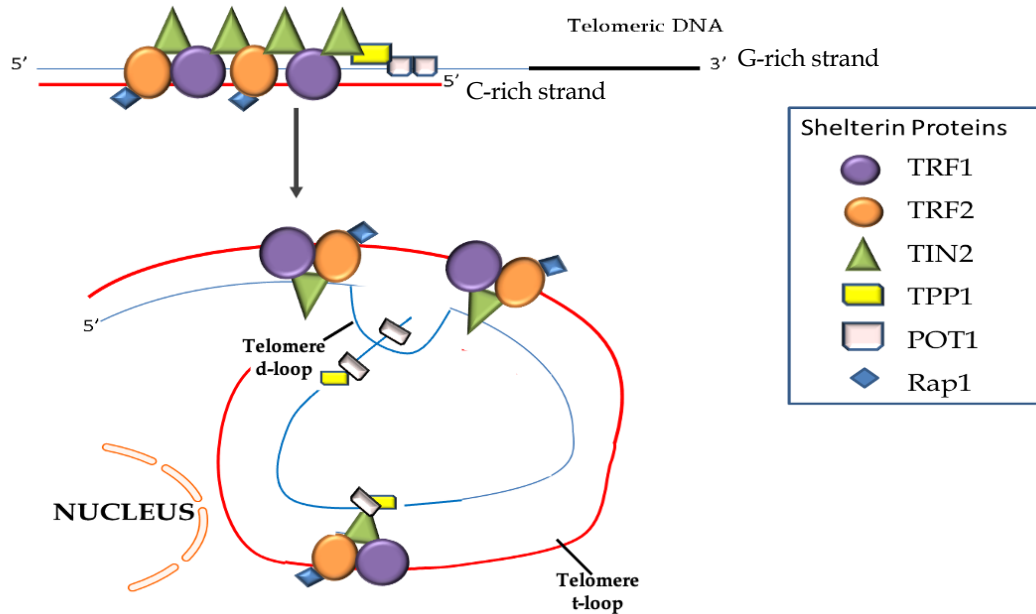 Telomeric DNA
5’
3’ G-rich strand
5’
C-rich strand
Shelterin Proteins
TRF1
TRF2
TIN2
TPP1
POT1
Rap1
5’
Telomere
d-loop
NUCLEUS
Telomere
t-loop